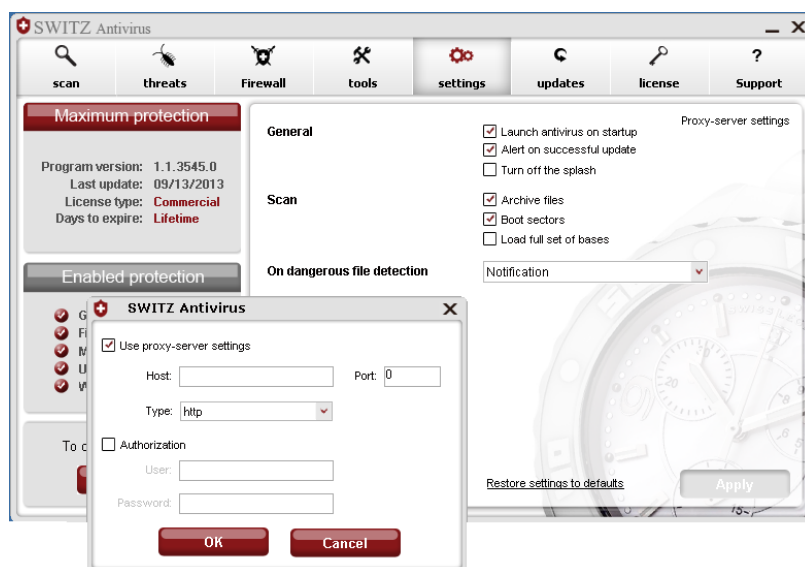 SWITZ Antivirus
scan threats Firewall tools settings updates license Support
Maximum protection
Program version: 1.1.3545.0
Last update: 09/13/2013
License type: Commercial
Days to expire: Lifetime
Enabled protection
To
Proxy-server settings
General
Launch antivirus on startup
Alert on successful update
Turn off the splash
Scan
Archive files
Boot sectors
Load full set of bases
On dangerous file detection Notification
Restore settings to defaults
Apply
SWITZ Antivirus
Use proxy-server settings
Host: Port: 0
Type: http
Authorization
User:
Password:
OK Cancel